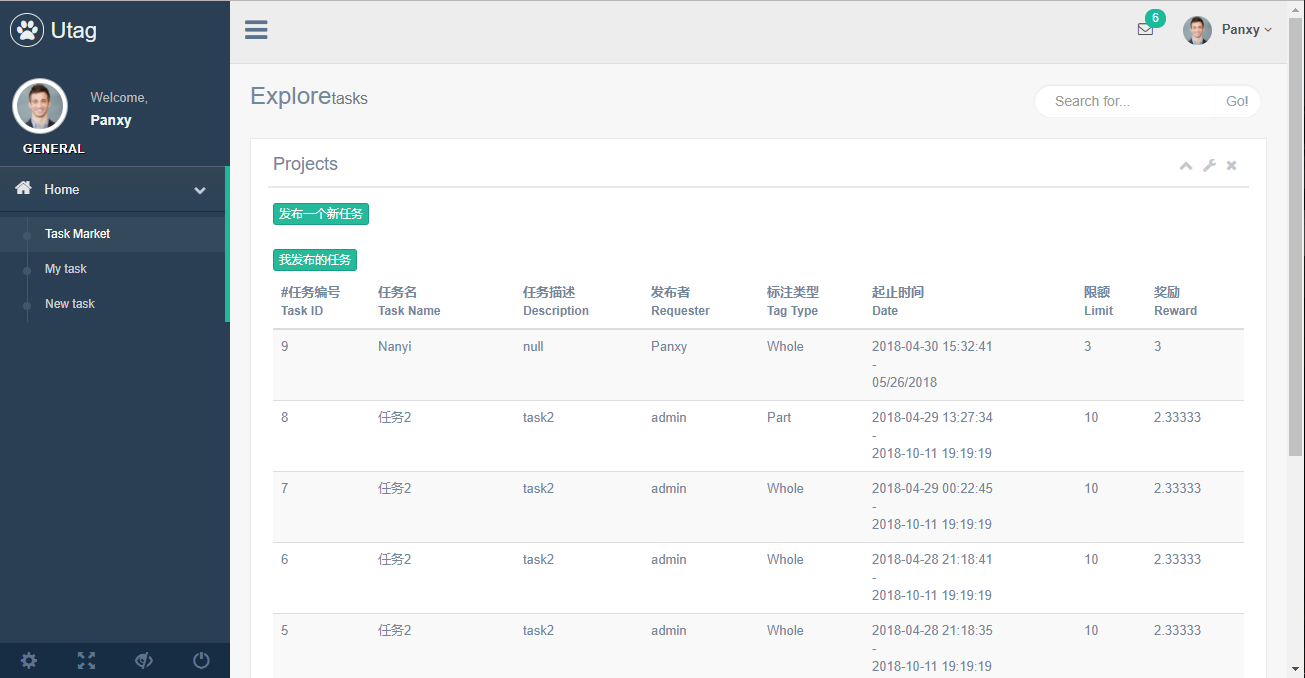 Utag
Welcome,
Panxy
GENERAL
Home
Task Market
My task
New task
6
Panxy
Explore tasks
Search for...
Go!
Projects
发布一个新任务
我发布的任务
#任务编号 任务名 任务描述 发布者 标注类型 起止时间 限额 奖励
Task ID Task Name Description Requester Tag Type Date Limit Reward
9 Nanyi null Panxy Whole 2018-04-30 15:32:41 3 3
-
05/26/2018
8 任务2 task2 admin Part 2018-04-29 13:27:34 10 2.33333
-
2018-10-11 19:19:19
7 任务2 task2 admin Whole 2018-04-29 00:22:45 10 2.33333
-
2018-10-11 19:19:19
6 任务2 task2 admin Whole 2018-04-28 21:18:41 10 2.33333
-
2018-10-11 19:19:19
5 任务2 task2 admin Whole 2018-04-28 21:18:35 10 2.33333
-
2018-10-11 19:19:19